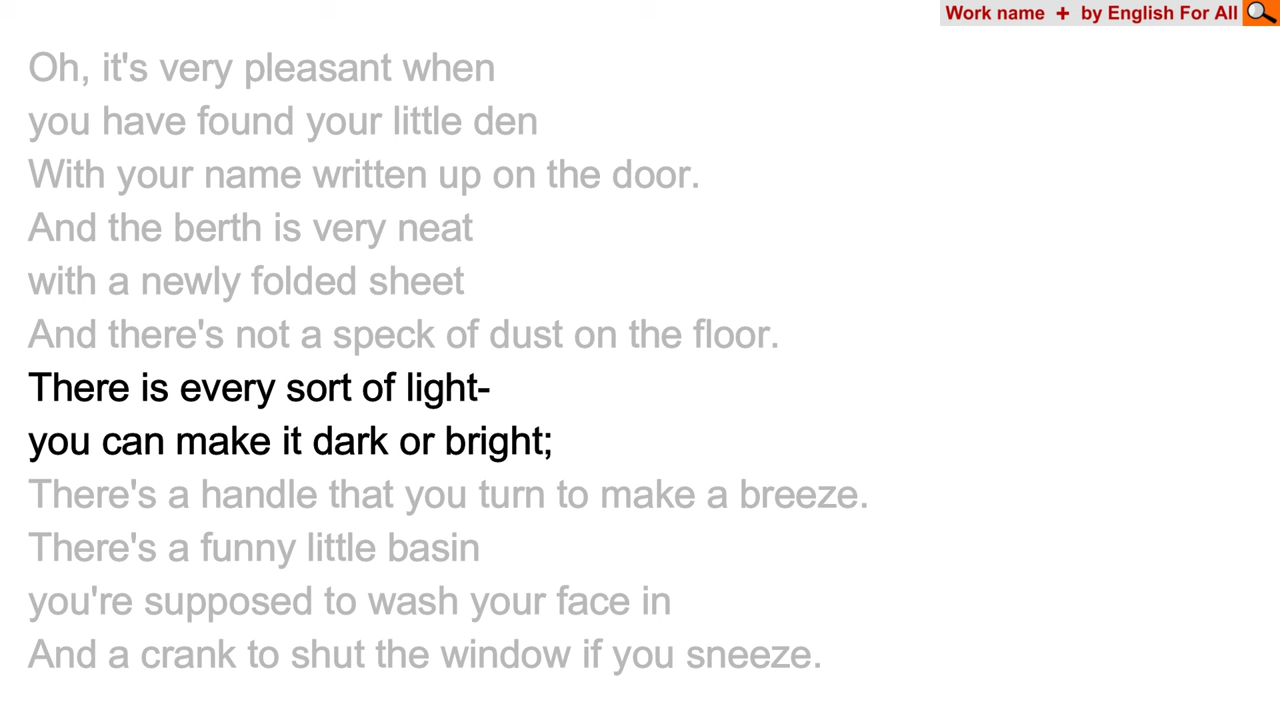 Work name + by English For All
Oh, it's very pleasant when
you have found your little den
With your name written up on the door.
And the berth is very neat
with a newly folded sheet
And there's not a speck of dust on the floor.
There is every sort of light-
you can make it dark or bright;
There's a handle that you turn to make a breeze.
There's a funny little basin
you're supposed to wash your face in
And a crank to shut the window if you sneeze.